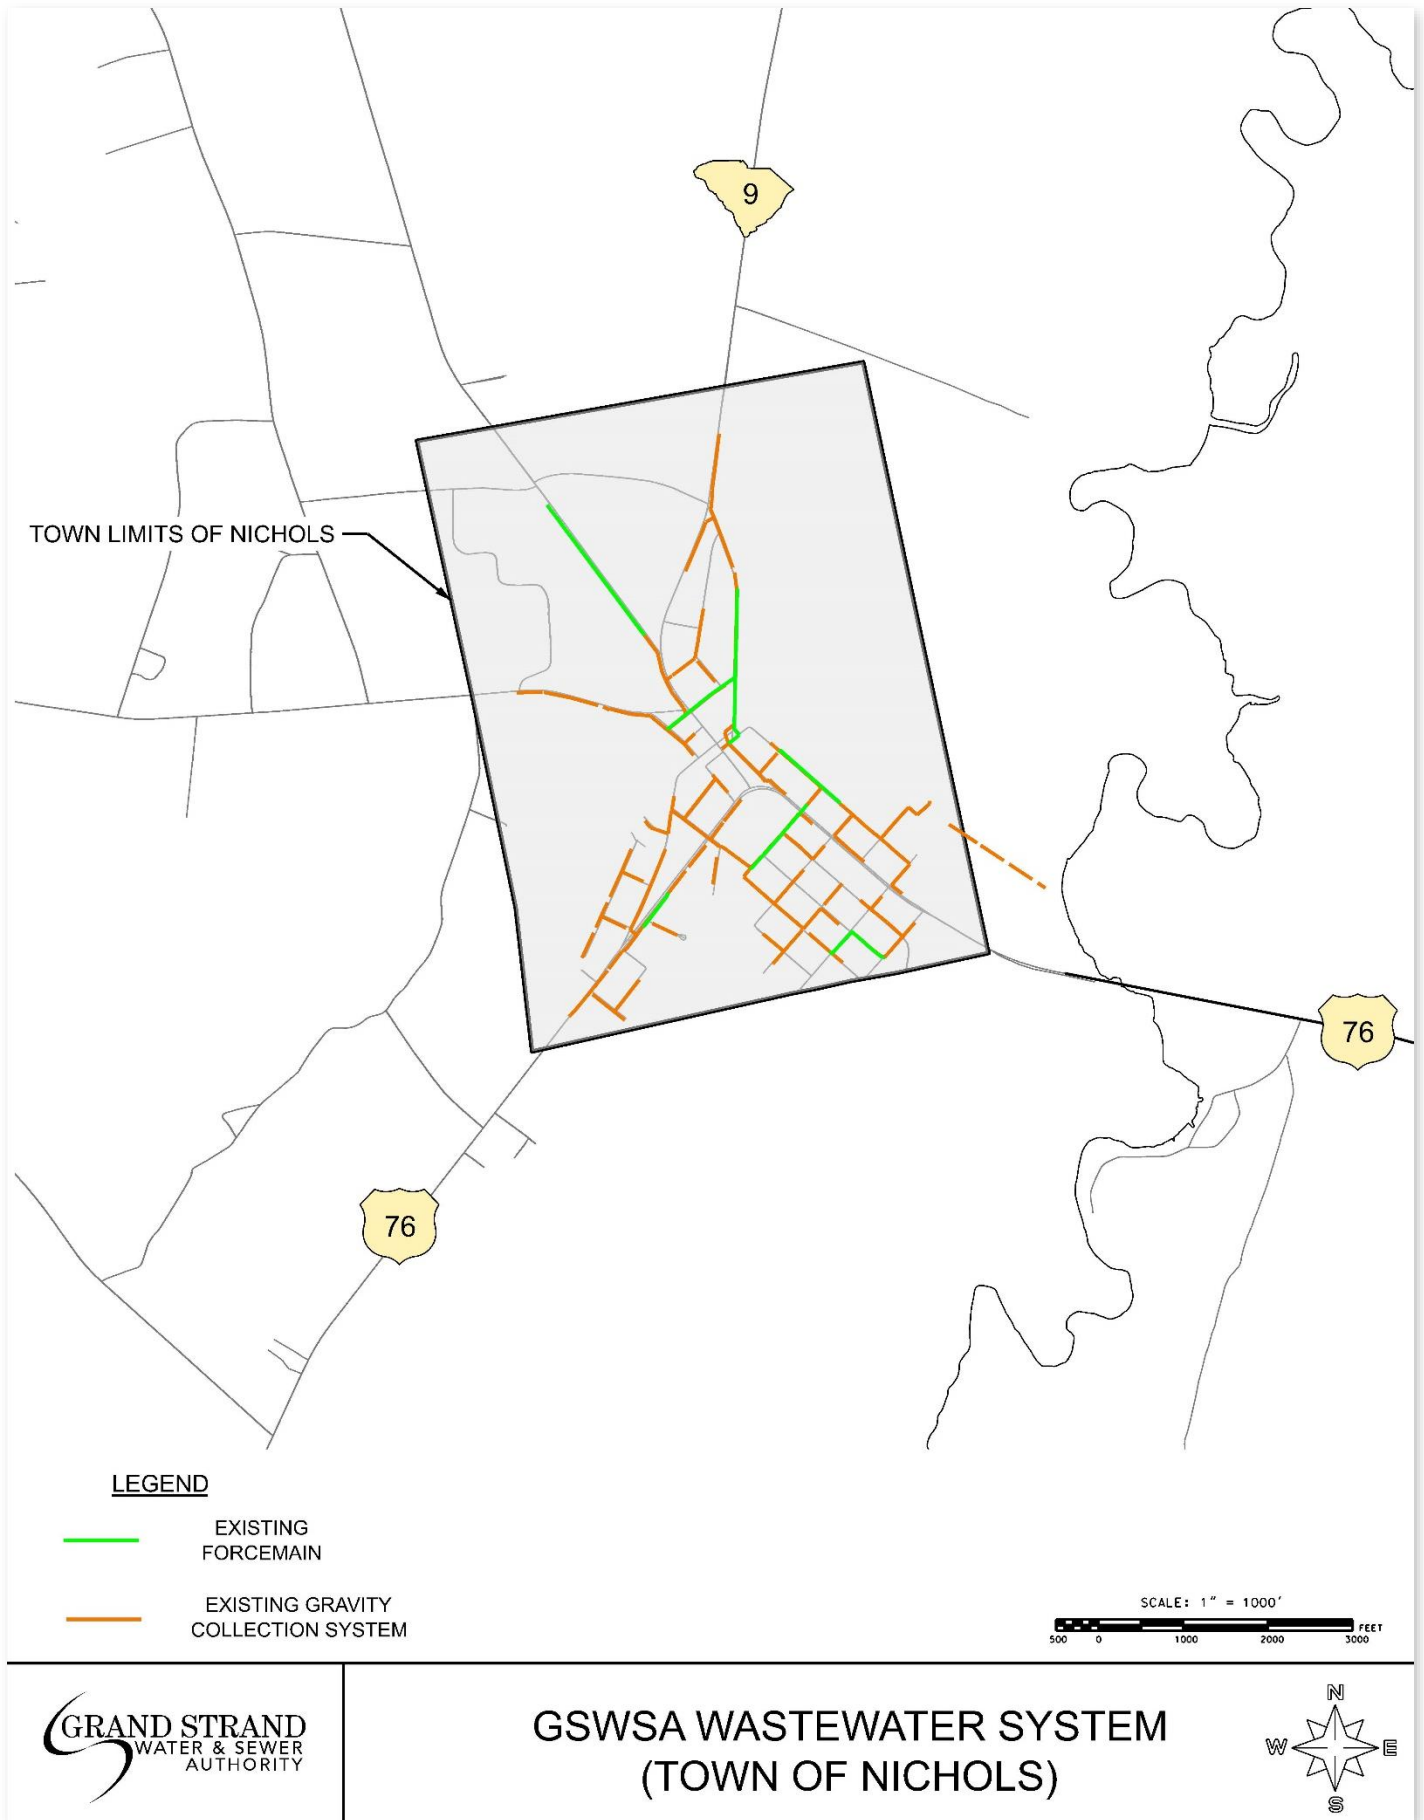 9
TOWN LIMITS OF NICHOLS
76
76
LEGEND
EXISTING
FORCEMAIN
EXISTING GRAVITY
COLLECTION SYSTEM
SCALE: 1" = 1000'
500 0 1000 2000 3000 FEET
GRAND STRAND
WATER & SEWER
AUTHORITY
GSWSA WASTEWATER SYSTEM
(TOWN OF NICHOLS)
N
W E
S